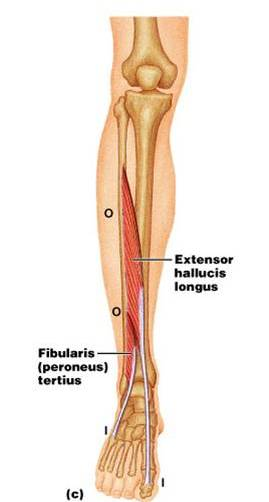 O
Extensor
hallucis
longus
O
Fibularis
(peroneus)
tertius
I
I
(c)